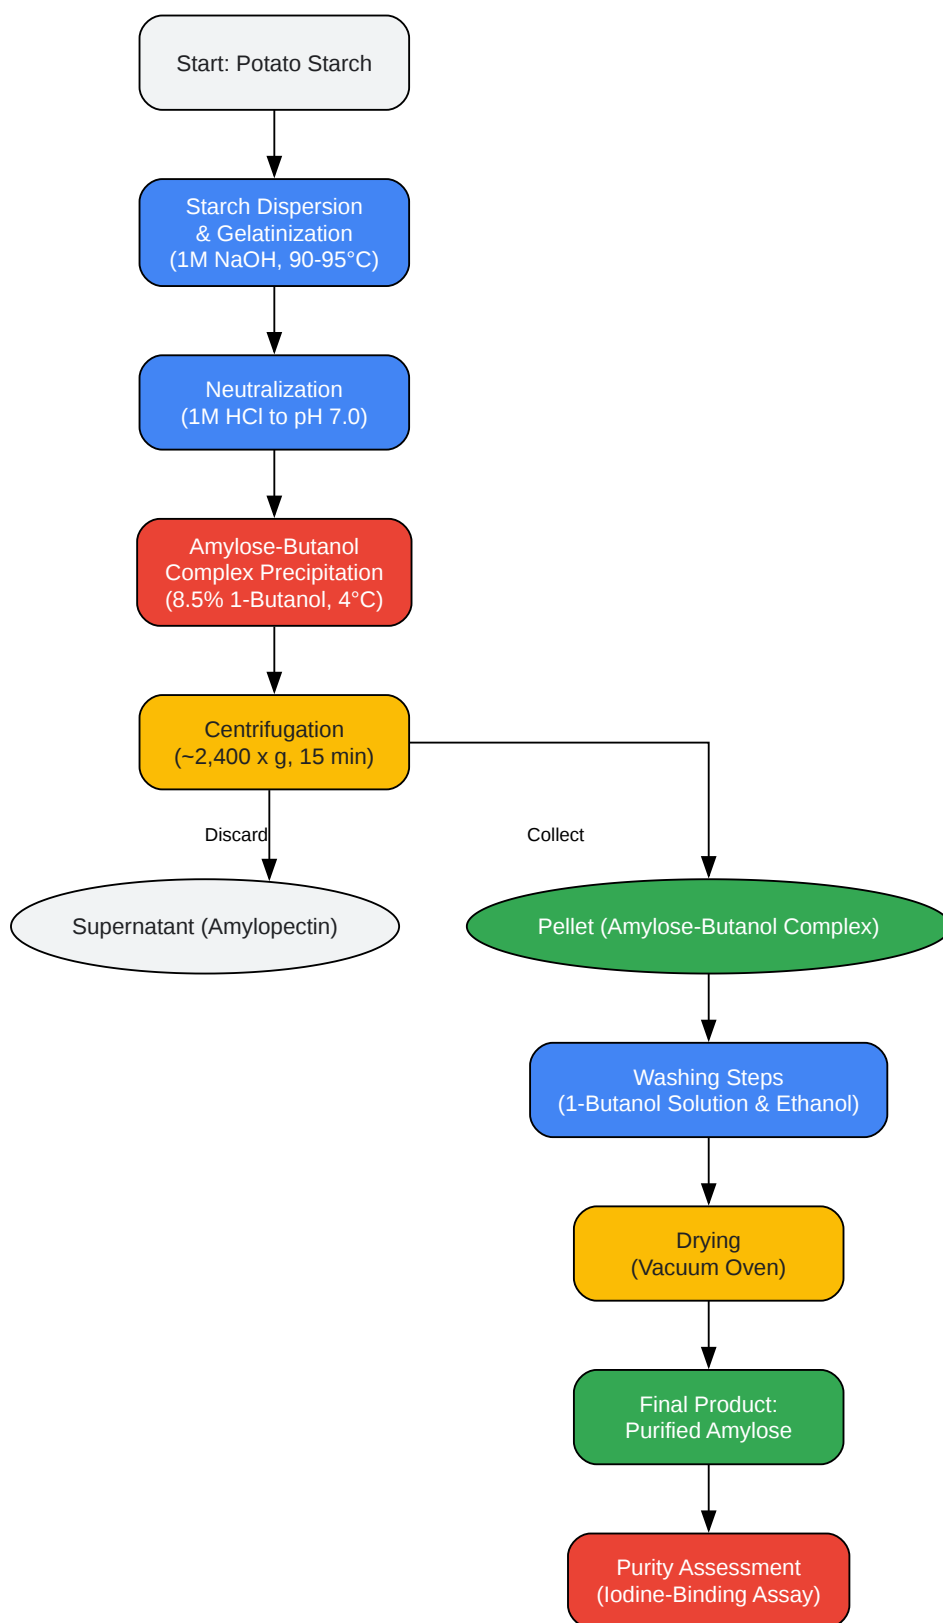 Start: Potato Starch
Starch Dispersion
& Gelatinization
(1M NaOH, 90-95°C)
Neutralization
(1M HCl to pH 7.0)
Amylose-Butanol
Complex Precipitation
(8.5% 1-Butanol, 4°C)
Centrifugation
(~2,400 x g, 15 min)
Discard
Collect
Supernatant (Amylopectin)
Pellet (Amylose-Butanol Complex)
Washing Steps
(1-Butanol Solution & Ethanol)
Drying
(Vacuum Oven)
Final Product:
Purified Amylose
Purity Assessment
(Iodine-Binding Assay)